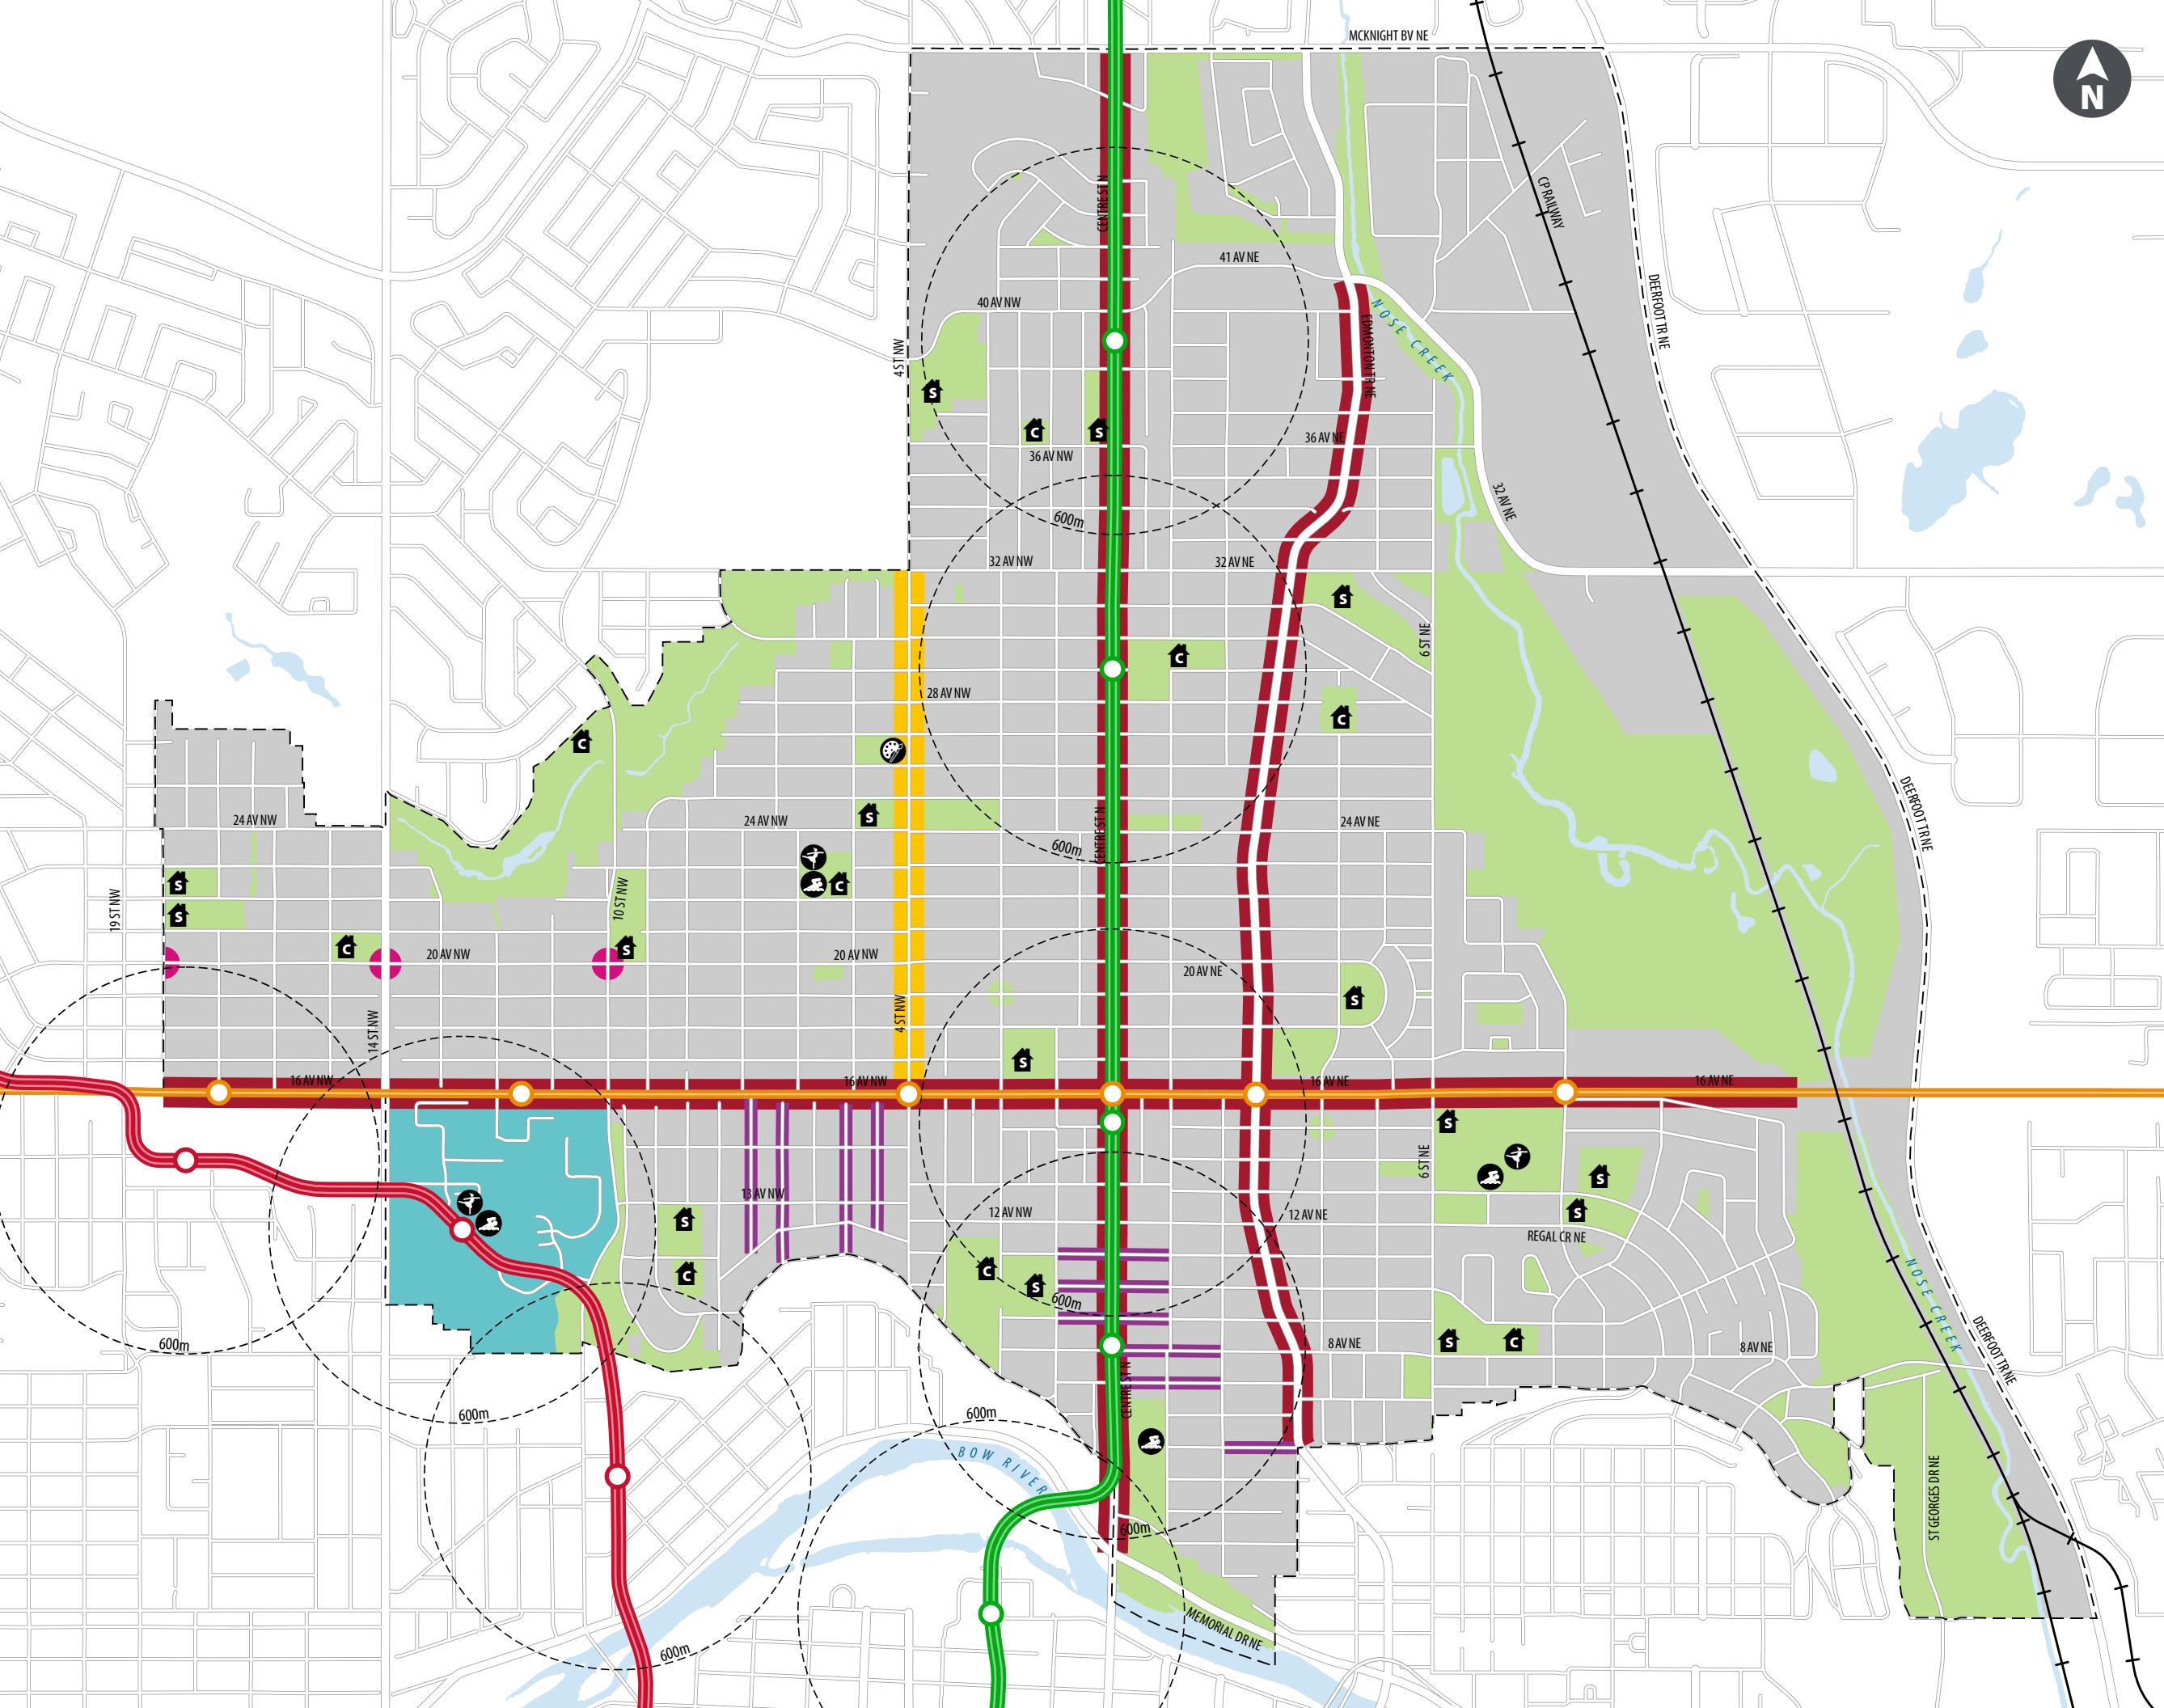 MCKNIGHT BV NE
N
CP RAILWAY
CENTRE ST N
41 AV NE
DEERFOOT TR NE
40 AV NW
NOSE CREEK
EDMONTON TR NE
4 ST NW
S
C
S
36 AV NE
36 AV NW
32 AV NE
600m
32 AV NW
32 AV NE
S
6 ST NE
C
28 AV NW
C
C
DEERFOOT TR NE
24 AV NW
S
24 AV NW
CENTRE ST N
24 AV NE
600m
S
C
19 ST NW
10 ST NW
S
C
S
20 AV NW
20 AV NW
20 AV NE
S
4 ST NW
14 ST NW
S
16 AV NW
16 AV NW
16 AV NE
16 AV NE
S
6 ST NE
S
13 AV NW
S
12 AV NW
12 AV NE
S
REGAL CR NE
C
C
S
NOSE CREEK
600m
600m
8 AV NE
S
C
8 AV NE
DEERFOOT TR NE
CENTRE ST N
600m
600m
BOW RIVER
ST GEORGES DR NE
600m
MEMORIAL DR NE
600m